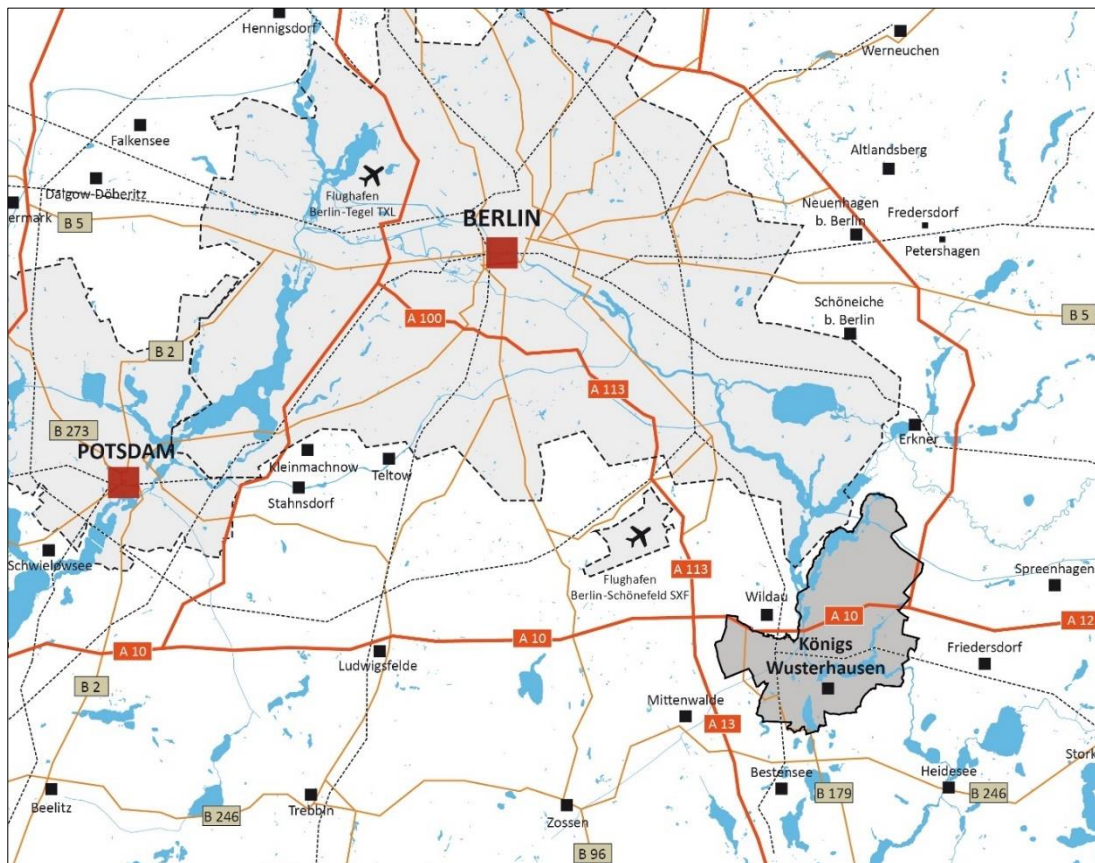 Hennigsdorf
Werneuchen
Falkensee
Altlandsberg
Dalgow-Döberitz
Flughafen
Berlin-Tegel TXL
ermark
B 5
BERLIN
Neuenhagen
b. Berlin
Fredersdorf
Petershagen
Schöneiche
b. Berlin
B 5
A 100
B 2
A 113
B 273
POTSDAM
Kleinmachnow
Teltow
Stahnsdorf
Erkner
Schwielowsee
Flughafen
Berlin-Schönefeld SXF
A 113
Spreenhagen
Wildau
A 10
A 12
A 10
A 10
Ludwigsfelde
Königs
Wusterhausen
Friedersdorf
B 2
Mittenwalde
A 13
Stork
Beelitz
B 246
Trebbin
Zossen
Bestensee
B 179
Heidesee
B 246
B 96